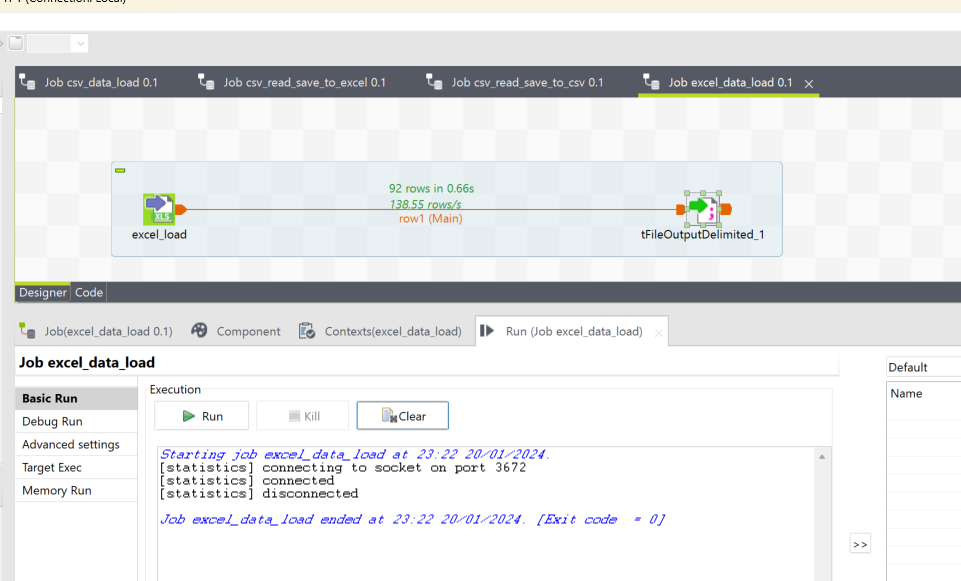 Job csv_data_load 0.1
Job csv_read_save_to_excel 0.1
Job csv_read_save_to_csv 0.1
Job excel_data_load 0.1
92 rows in 0.66s
138.55 rows/s
row1 (Main)
XLS
excel_load
tFileOutputDelimited_1
Designer
Code
Job(excel_data_load 0.1)
Component
Contexts(excel_data_load)
Run (Job excel_data_load)
Job excel_data_load
Default
Name
Basic Run
Debug Run
Advanced settings
Target Exec
Memory Run
Execution
Run
Kill
Clear
Starting job excel_data_load at 23:22 20/01/2024.
[statistics] connecting to socket on port 3672
[statistics] connected
[statistics] disconnected
Job excel_data_load ended at 23:22 20/01/2024. [Exit code  = 0]
>>